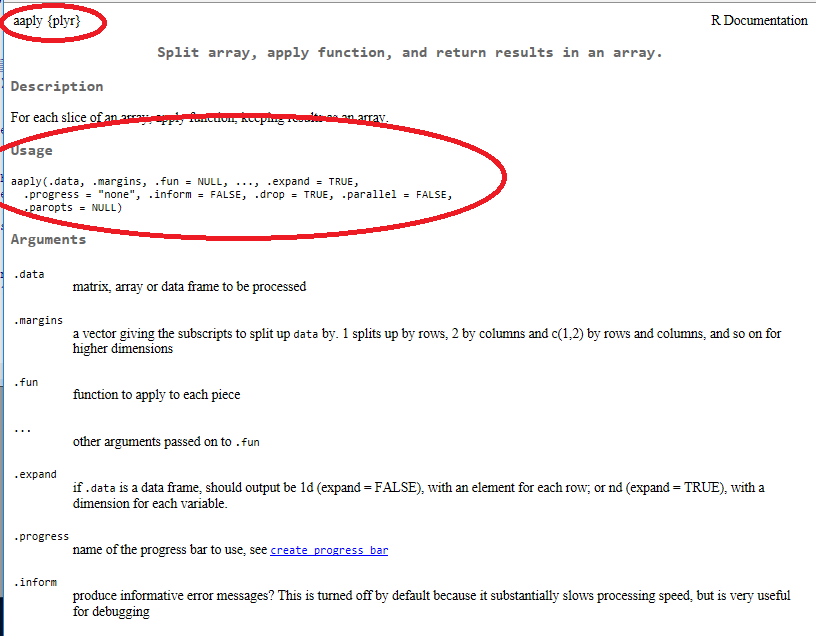 aaply {plyr}
R Documentation
Split array, apply function, and return results in an array.
Description
For each slice of an array, apply function, keeping results as an array.
Usage
aaply(.data, .margins, .fun = NULL, ..., .expand = TRUE,
.progress = "none", .inform = FALSE, .drop = TRUE, .parallel = FALSE,
.paropts = NULL)
Arguments
.data
matrix, array or data frame to be processed
.margins
a vector giving the subscripts to split up data by. 1 splits up by rows, 2 by columns and c(1,2) by rows and columns, and so on for
higher dimensions
.fun
function to apply to each piece
...
other arguments passed on to .fun
.expand
if .data is a data frame, should output be 1d (expand = FALSE), with an element for each row; or nd (expand = TRUE), with a
dimension for each variable.
.progress
name of the progress bar to use, see create_progress_bar
.inform
produce informative error messages? This is turned off by default because it substantially slows processing speed, but is very useful
for debugging